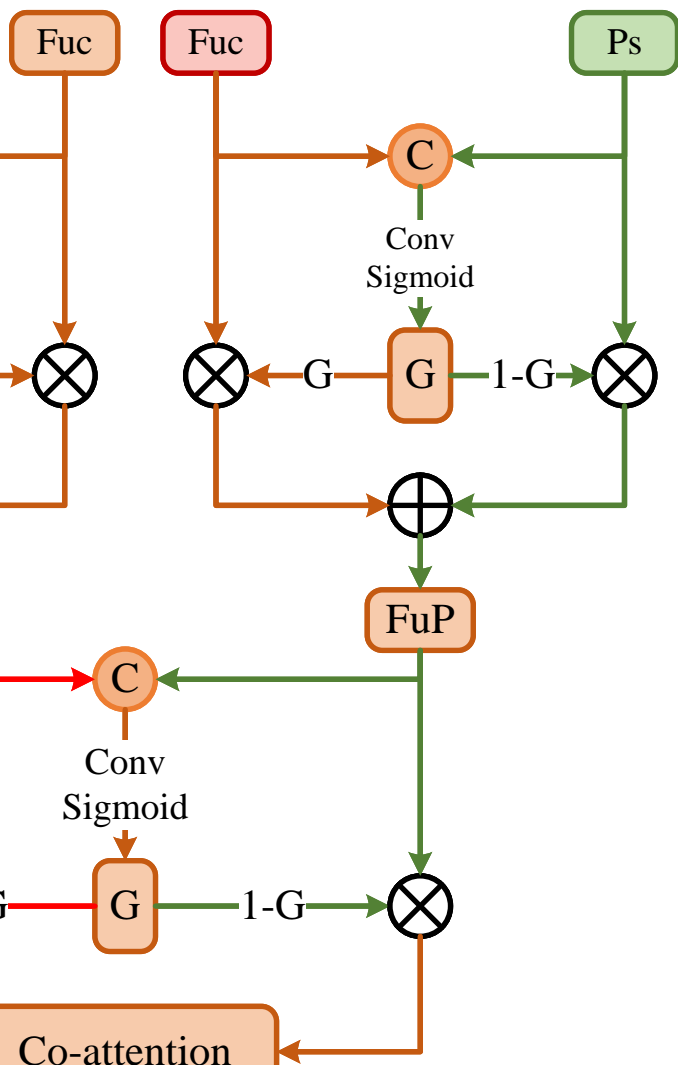 Fuc
Fuc
Ps
C
Conv
Sigmoid
G
G
1-G
FuP
C
Conv
Sigmoid
G
1-G
Co-attention